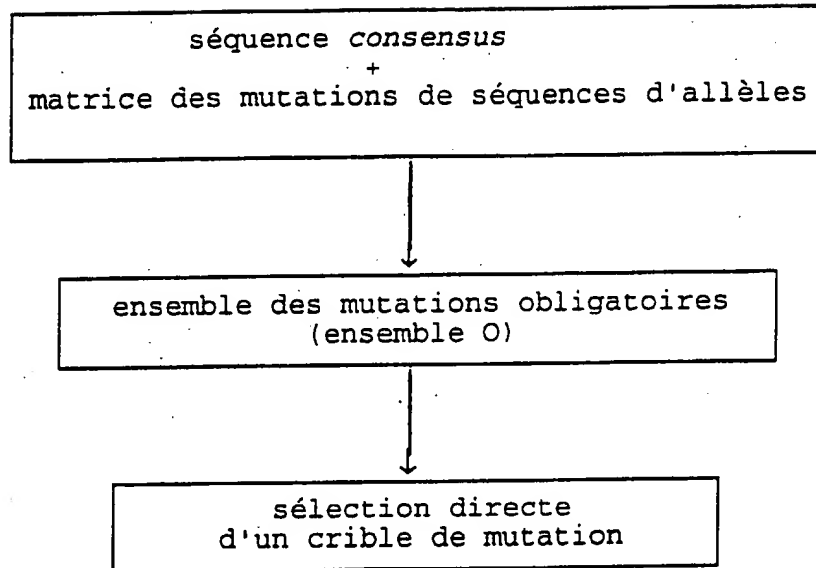 séquence consensus
+
matrice des mutations de séquences d'allèles
ensemble des mutations obligatoires
(ensemble O)
sélection directe
d'un crible de mutation